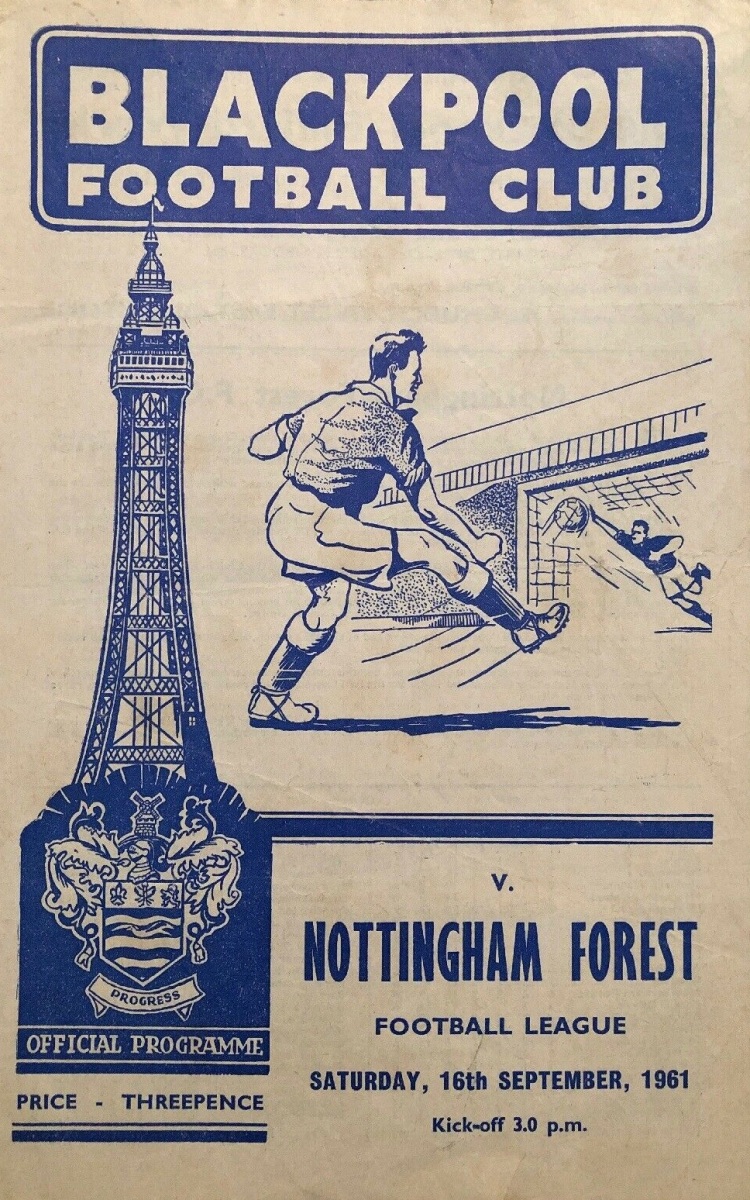 BLACKPOOL
FOOTBALL CLUB
V.
NOTTINGHAM FOREST
FOOTBALL LEAGUE
SATURDAY, 16th SEPTEMBER, 1961
Kick-off 3.0 p.m.
PROGRESS
OFFICIAL PROGRAMME
PRICE - THREEPENCE